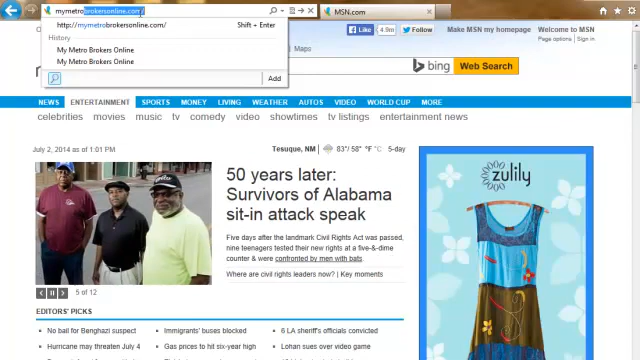 mymetrobrokersonline.com/
MSN.com
http://mymetrobrokersonline.com/ Shift + Enter
History
My Metro Brokers Online
My Metro Brokers Online
Add
Like 4.9m Make MSN my homepage Welcome to MSN
Page options | Sign in
Maps
bing Web Search
NEWS ENTERTAINMENT SPORTS MONEY LIVING WEATHER AUTOS VIDEO WORLD CUP MORE
celebrities movies music tv comedy showtimes tv listings entertainment news
July 2, 2014 as of 1:01 PM
Tesuque, NM 83°/ 58° °F °C 5-day
50 years later:
Survivors of Alabama
sit-in attack speak
Five days after the landmark Civil Rights Act was passed,
nine teenagers tested their new rights at a five-&-dime
counter & were confronted by men with bats.
Where are civil rights leaders now? | Key moments
5 of 12
EDITOR'S PICKS
No bail for Benghazi suspect
Immigrants' buses blocked
6 LA sheriff's officials convicted
Hurricane may threaten July 4
Gas prices to hit six-year high
Lohan sues over video game
zulily